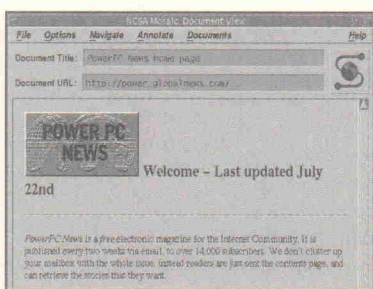 NCSA Mosaic: Document View
File Options Navigate Annotate Documents Help
Document Title: PowerPC News Home page
Document URL: http://power.globalnews.com/
POWER PC
NEWS
Welcome – Last updated July
22nd
PowerPC News is a free electronic magazine for the Internet Community, it is
published every two weeks via email, to over 14,000 subscribers. We don't clutter up
your mailbox with the whole issue, instead readers are just sent the contents page, and
can retrieve the stories that they want.